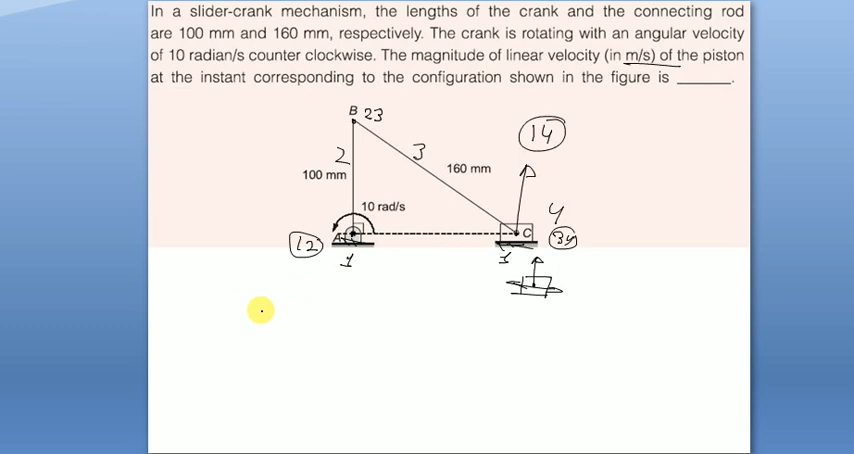 In a slider-crank mechanism, the lengths of the crank and the connecting rod
are 100 mm and 160 mm, respectively. The crank is rotating with an angular velocity
of 10 radian/s counter clockwise. The magnitude of linear velocity (in m/s) of the piston
at the instant corresponding to the configuration shown in the figure is ______.
B 23
14
2 3
100 mm 160 mm
10 rad/s 4
12 A C 34
1 1